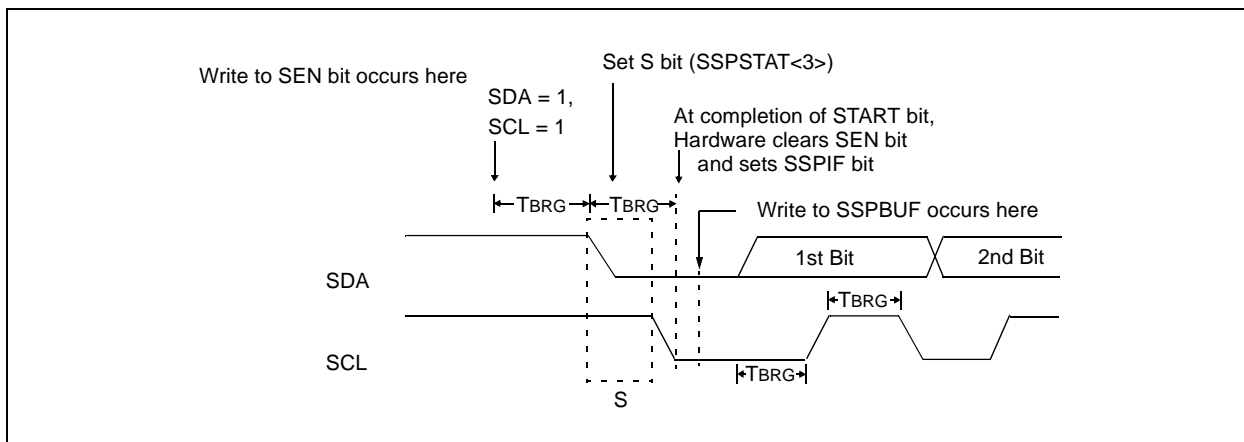 Set S bit (SSPSTAT<3>)
Write to SEN bit occurs here
SDA = 1,
SCL = 1
At completion of START bit,
Hardware clears SEN bit
and sets SSPIF bit
TBRG
TBRG
Write to SSPBUF occurs here
SDA
1st Bit
2nd Bit
TBRG
SCL
TBRG
S